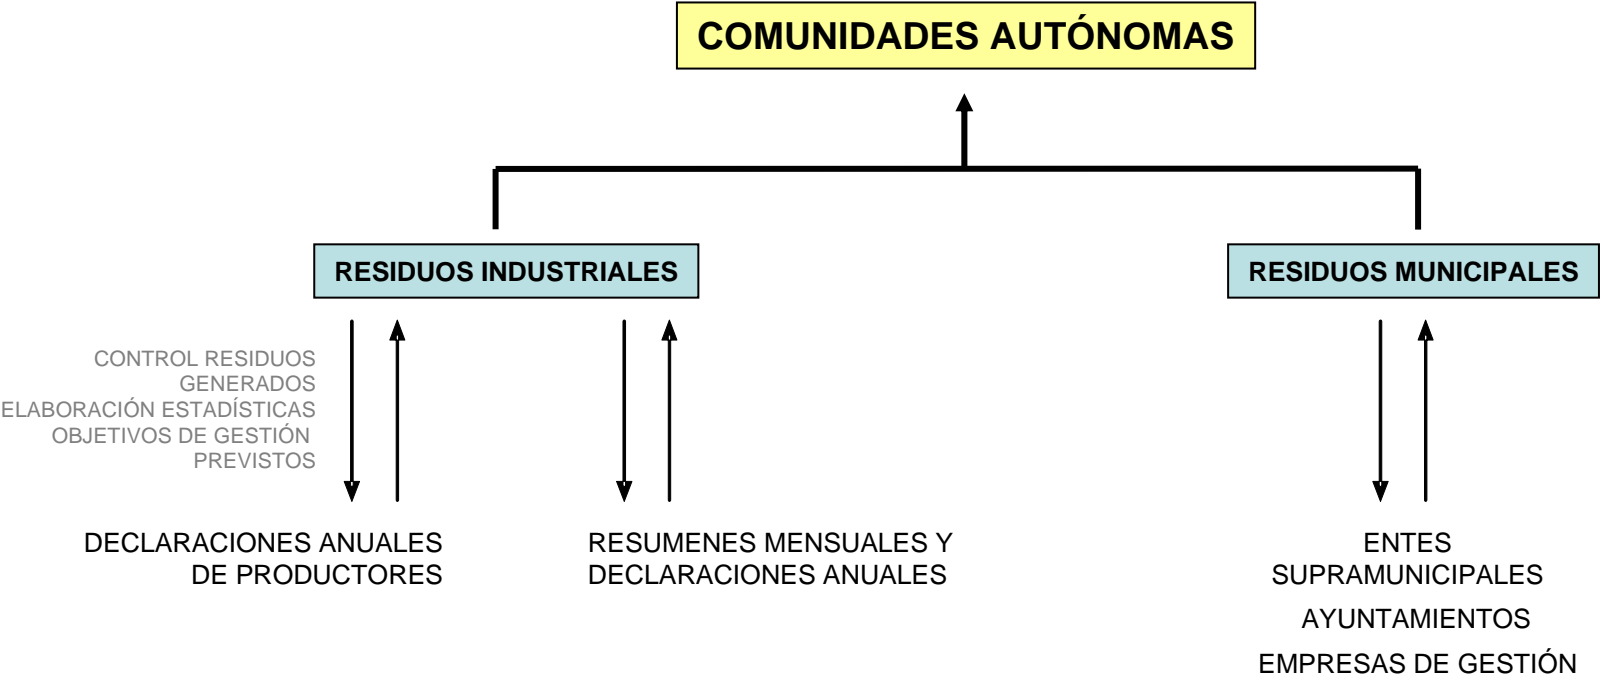 COMUNIDADES AUTÓNOMAS
RESIDUOS INDUSTRIALES
RESIDUOS MUNICIPALES
CONTROL RESIDUOS
GENERADOS
ELABORACIÓN ESTADÍSTICAS
OBJETIVOS DE GESTIÓN
PREVISTOS
DECLARACIONES ANUALES
DE PRODUCTORES
RESUMENES MENSUALES Y
DECLARACIONES ANUALES
ENTES
SUPRAMUNICIPALES
AYUNTAMIENTOS
EMPRESAS DE GESTIÓN